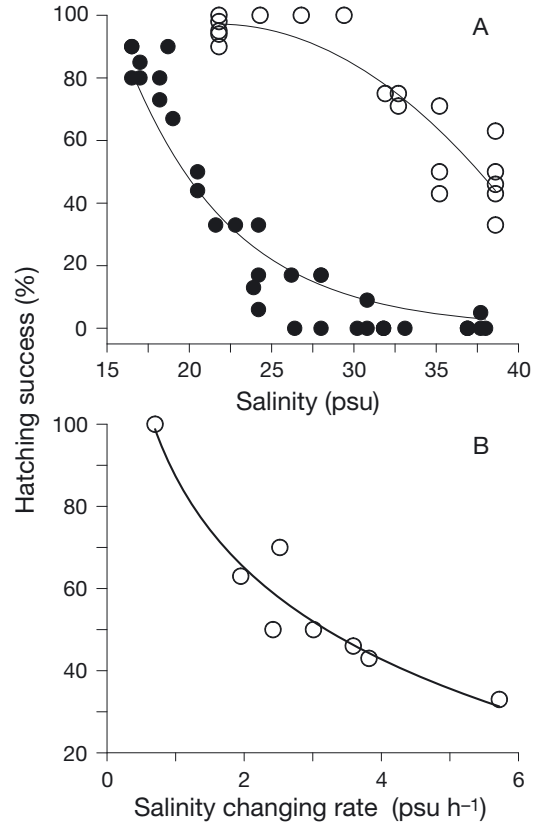 A
100
80
60
40
20
0
15 20 25 30 35 40
Salinity (psu)
Hatching success (%)
B
100
80
60
40
20
0 2 4 6
Salinity changing rate (psu h–1)